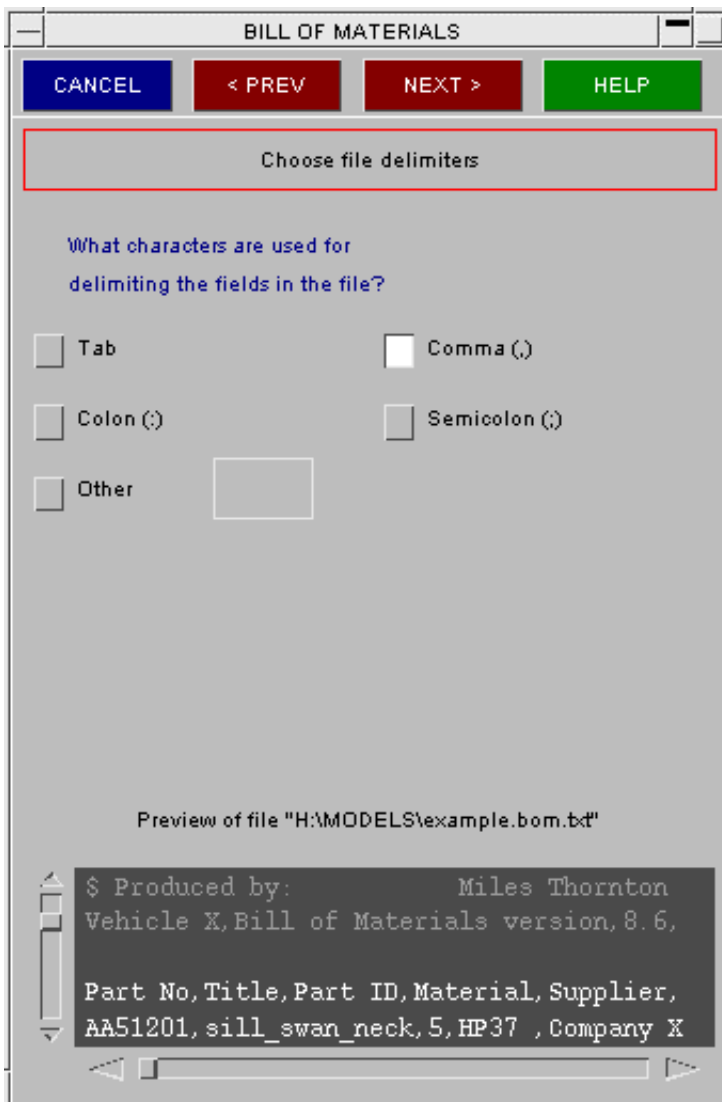 BILL OF MATERIALS
CANCEL < PREV NEXT > HELP
Choose file delimiters
What characters are used for
delimiting the fields in the file?
Tab Comma (,)
Colon (:) Semicolon (;)
Other
Preview of file "H:\MODELS\example.bom.txt"
$ Produced by: Miles Thornton
Vehicle X,Bill of Materials version,8.6,
Part No,Title,Part ID,Material,Supplier,
AA51201,sill_swan_neck,5,HP37 ,Company X